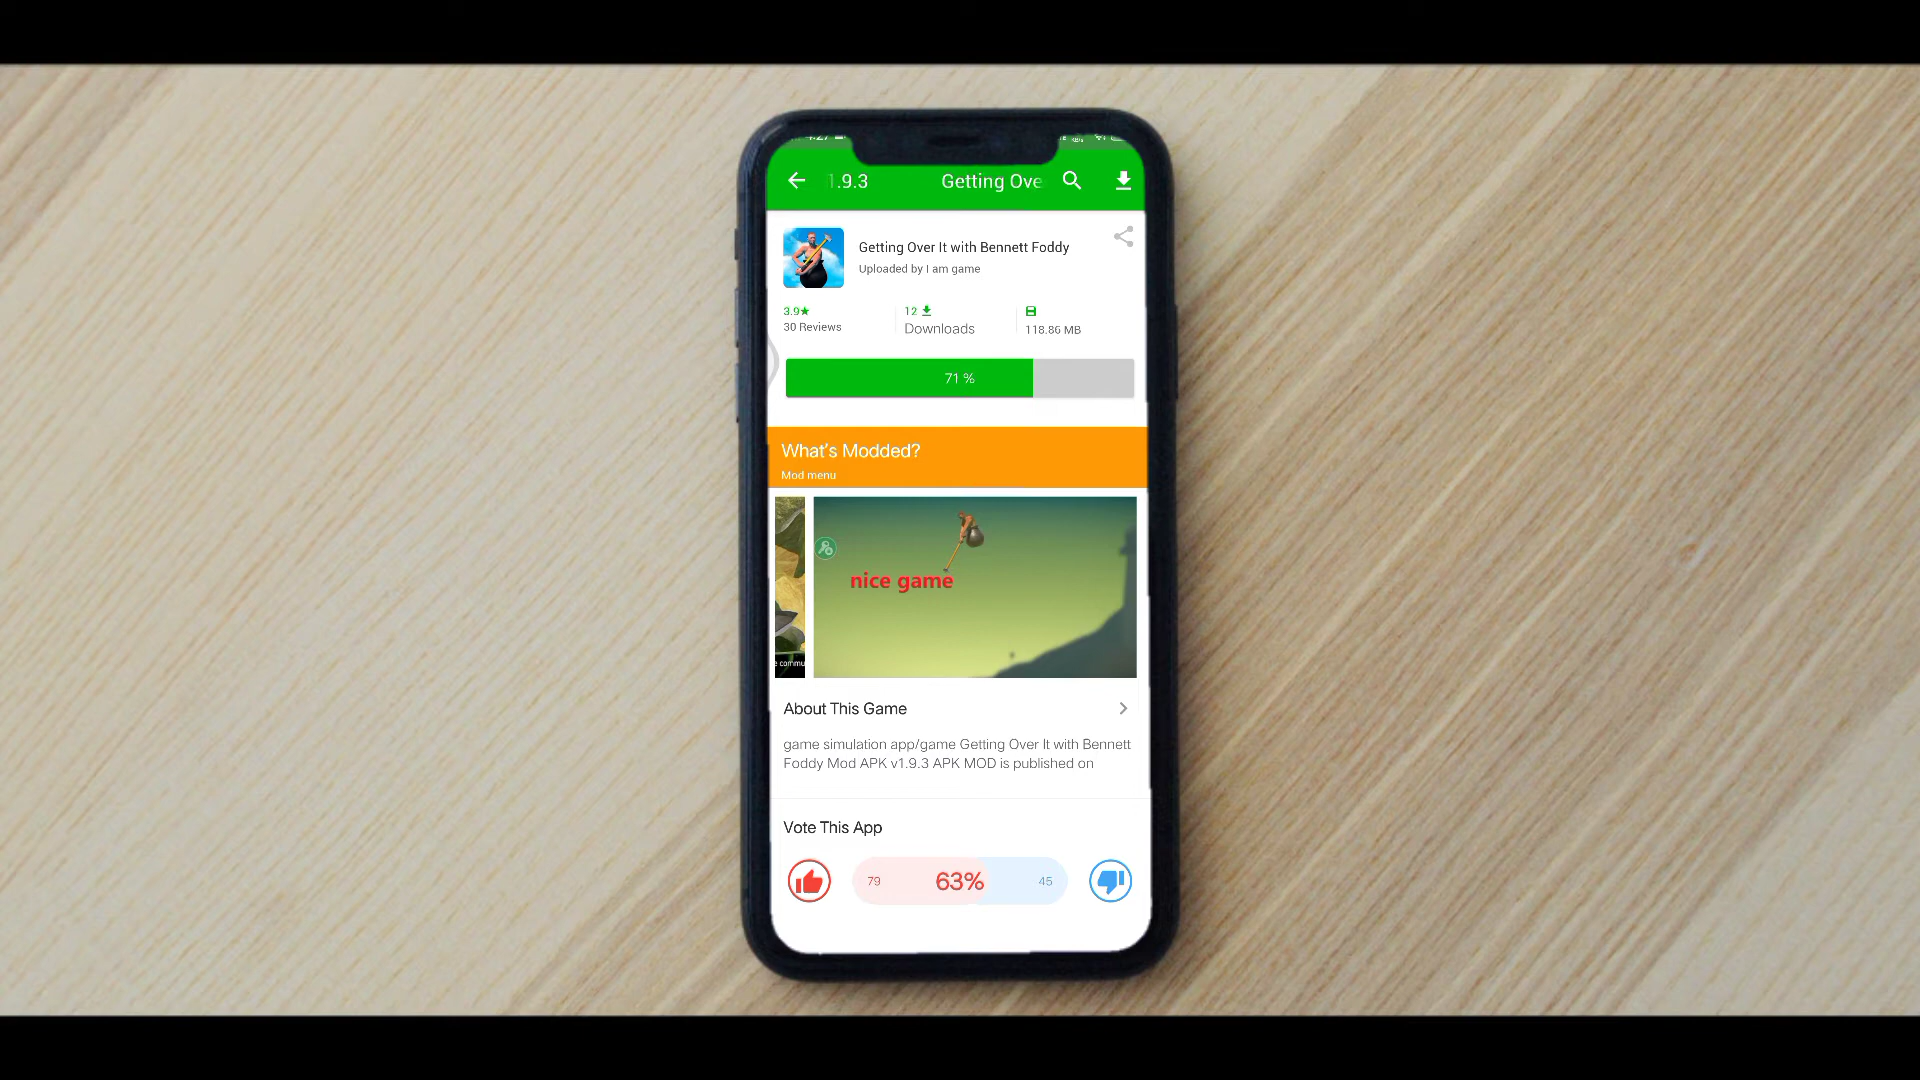 1.9.3 Getting Ove
Getting Over It with Bennett Foddy
Uploaded by I am game
3.9★ 12
30 Reviews Downloads 118.86 MB
71 %
What's Modded?
Mod menu
nice game
e commu
About This Game
game simulation app/game Getting Over It with Bennett
Foddy Mod APK v1.9.3 APK MOD is published on
Vote This App
79 63% 45